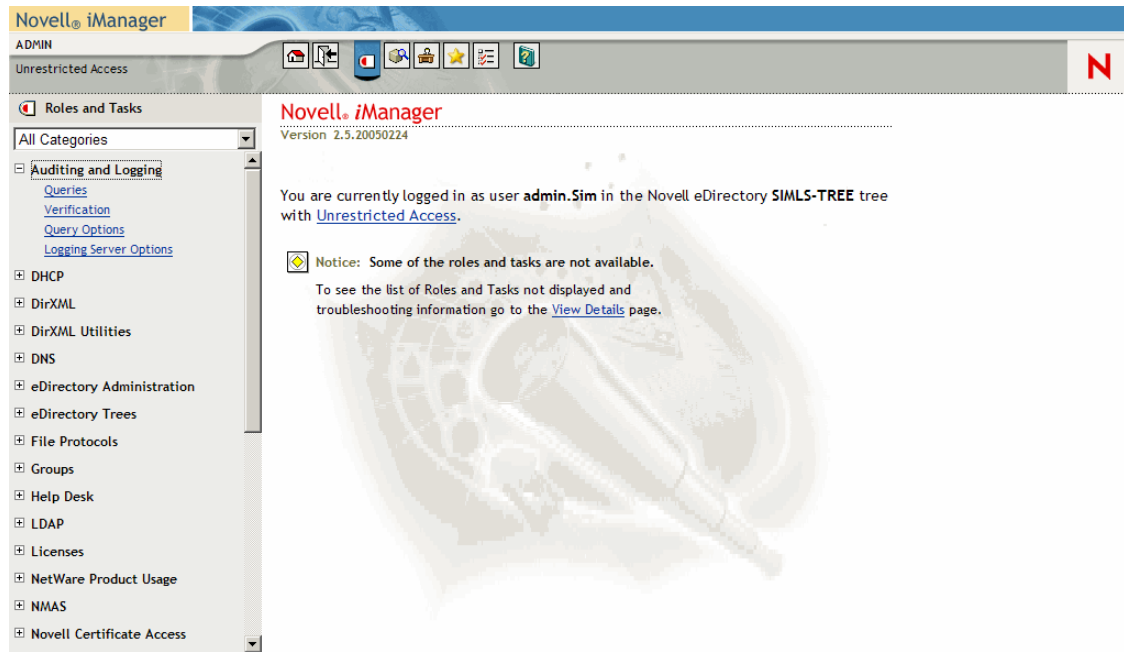 Novell® iManager
ADMIN
Unrestricted Access
N
Roles and Tasks
All Categories
Auditing and Logging
Queries
Verification
Query Options
Logging Server Options
DHCP
DirXML
DirXML Utilities
DNS
eDirectory Administration
eDirectory Trees
File Protocols
Groups
Help Desk
LDAP
Licenses
NetWare Product Usage
NMAS
Novell Certificate Access
Novell® iManager
Version 2.5.20050224
You are currently logged in as user admin.Sim in the Novell eDirectory SIMLS-TREE tree
with Unrestricted Access.
Notice: Some of the roles and tasks are not available.
To see the list of Roles and Tasks not displayed and
troubleshooting information go to the View Details page.